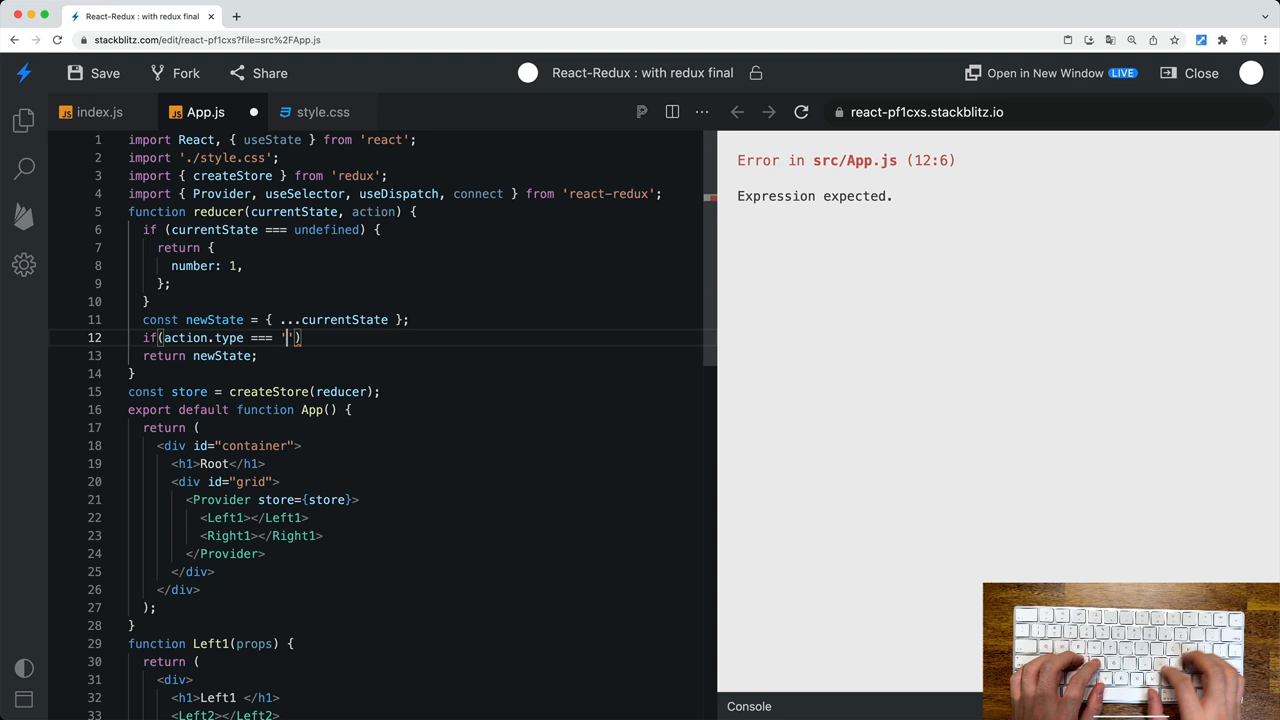 React-Redux : with redux final
stackblitz.com/edit/react-pf1cxs?file=src%2FApp.js
Save
Fork
Share
React-Redux : with redux final
Open in New Window
LIVE
Close
index.js
App.js
style.css
react-pf1cxs.stackblitz.io
1 import React, { useState } from 'react';
2 import './style.css';
3 import { createStore } from 'redux';
4 import { Provider, useSelector, useDispatch, connect } from 'react-redux';
5 function reducer(currentState, action) {
6 if (currentState === undefined) {
7 return {
8 number: 1,
9 };
10 }
11 const newState = { ...currentState };
12 if(action.type === '')
13 return newState;
14 }
15 const store = createStore(reducer);
16 export default function App() {
17 return (
18 <div id="container">
19 <h1>Root</h1>
20 <div id="grid">
21 <Provider store={store}>
22 <Left1></Left1>
23 <Right1></Right1>
24 </Provider>
25 </div>
26 </div>
27 );
28 }
29 function Left1(props) {
30 return (
31 <div>
32 <h1>Left1 </h1>
33 <Left2></Left2>
Error in src/App.js (12:6)
Expression expected.
Console